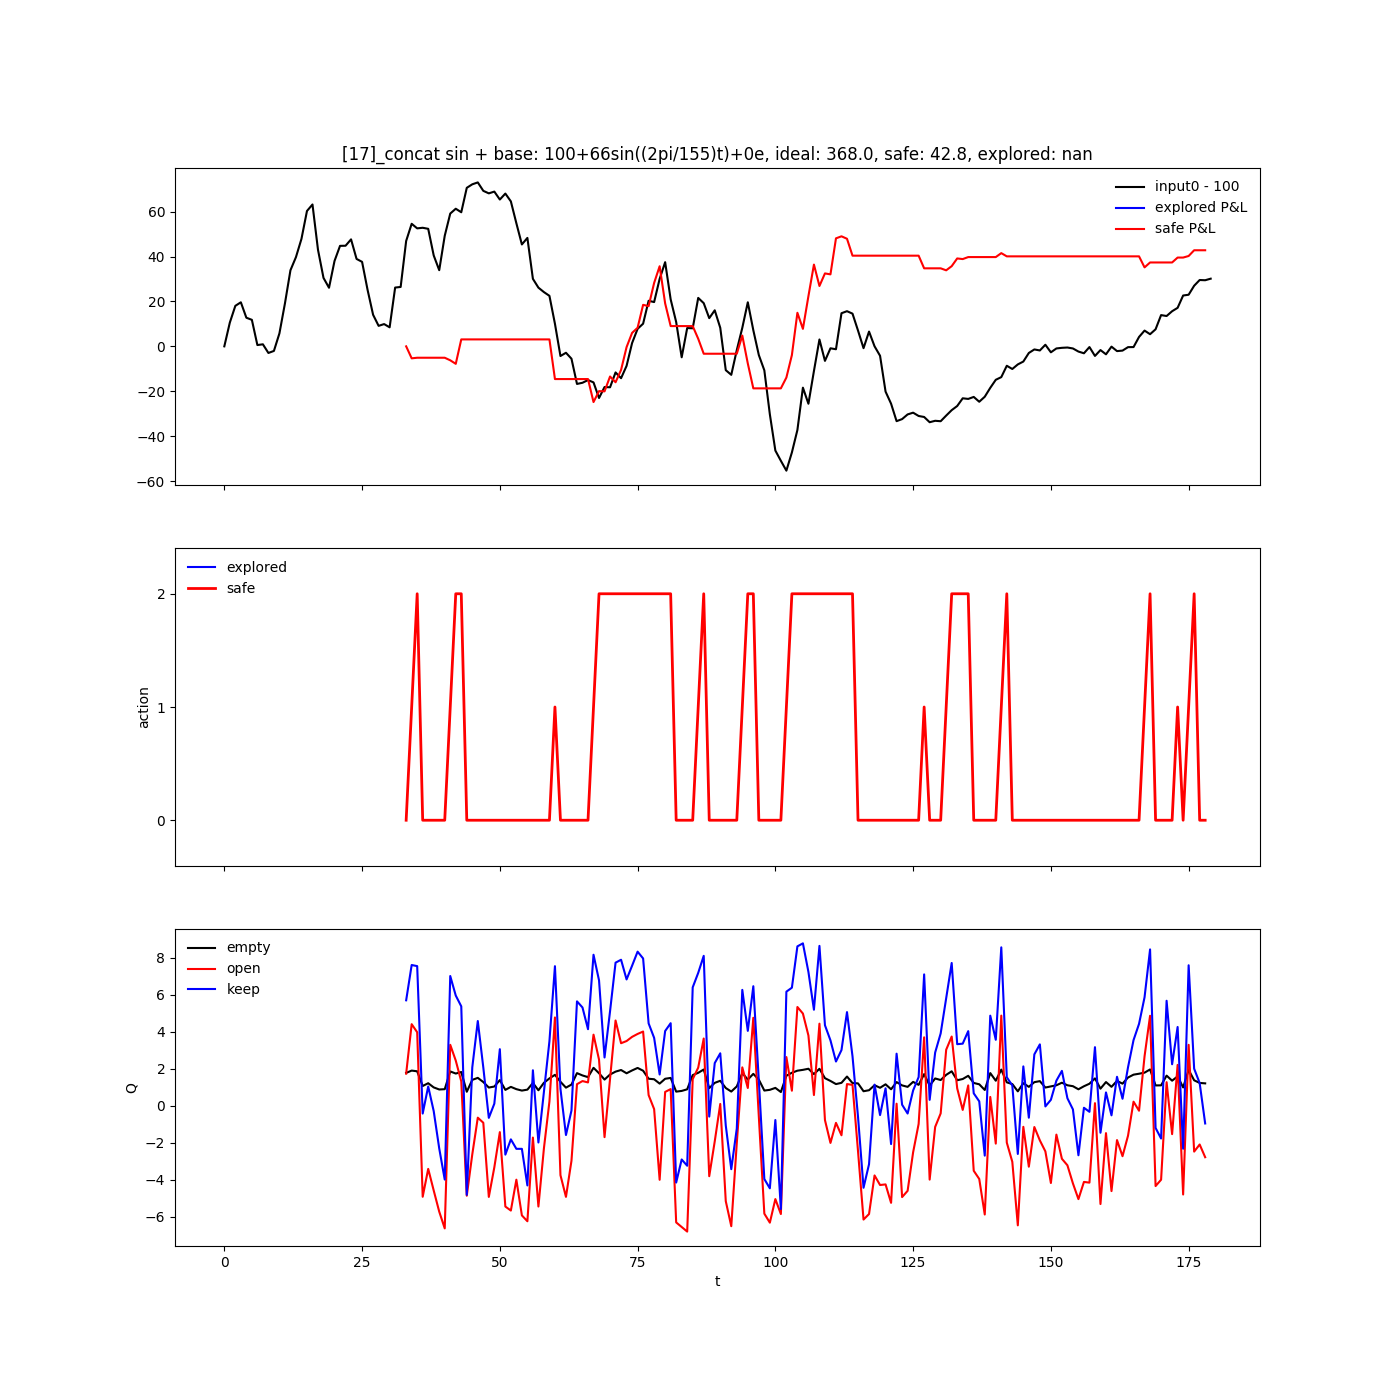 [17]_concat sin + base: 100+66sin((2pi/155)t)+0e, ideal: 368.0, safe: 42.8, explored: nan
input0 - 100
explored P&L
safe P&L
60
40
20
0
−20
−40
−60
explored
safe
2
1
0
action
empty
open
keep
8
6
4
2
0
−2
−4
−6
Q
0 25 50 75 100 125 150 175
t